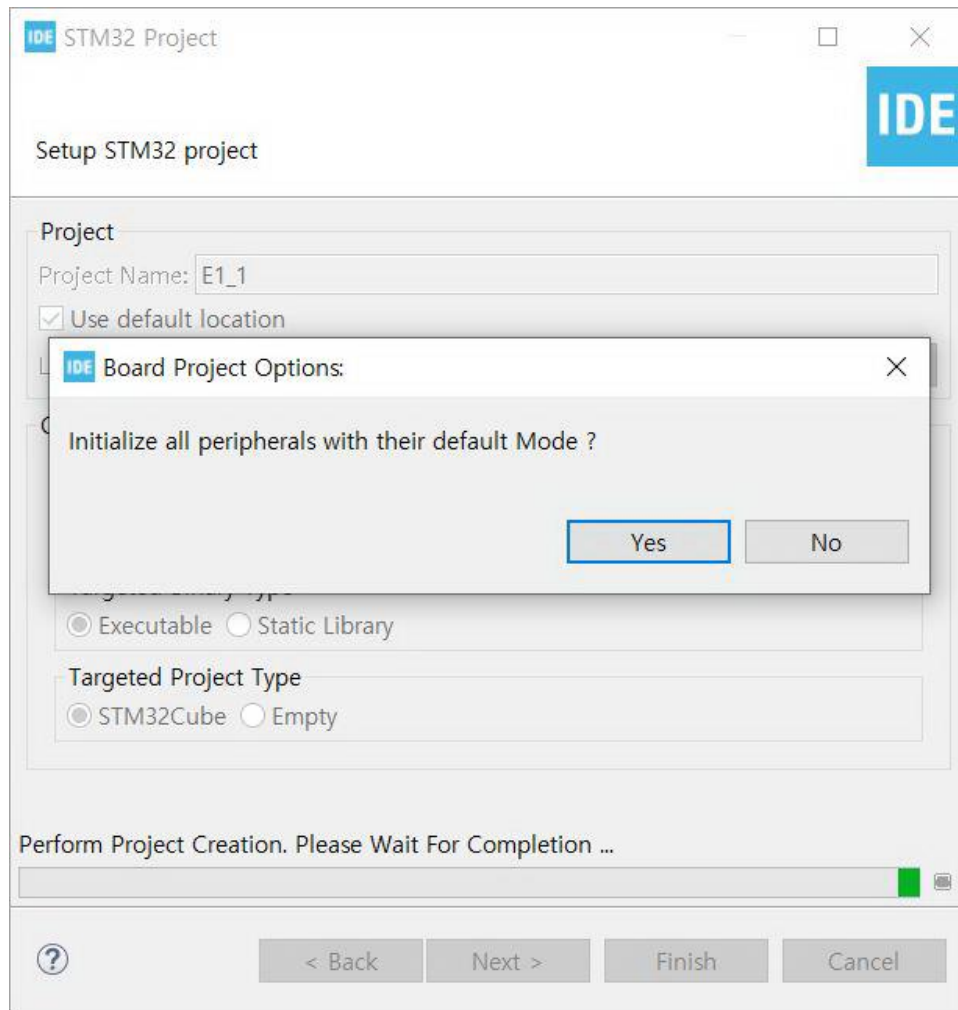 IDE STM32 Project
IDE
Setup STM32 project
Project
Project Name: E1_1
Use default location
IDE Board Project Options:
Initialize all peripherals with their default Mode ?
Yes No
Executable Static Library
Targeted Project Type
STM32Cube Empty
Perform Project Creation. Please Wait For Completion ...
? < Back Next > Finish Cancel